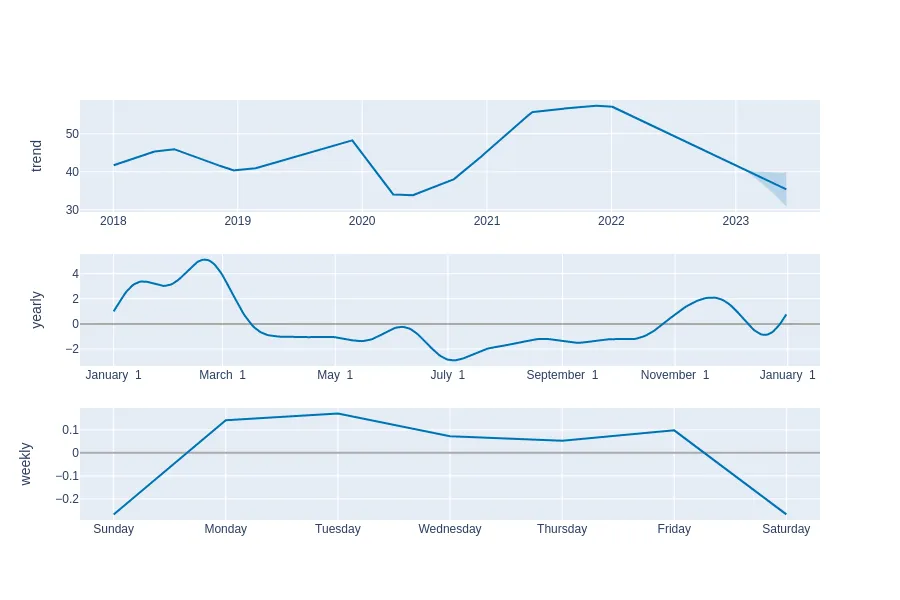 trend
50
40
30
2018 2019 2020 2021 2022 2023
yearly
4
2
0
−2
January 1 March 1 May 1 July 1 September 1 November 1 January 1
weekly
0.1
0
−0.1
−0.2
Sunday Monday Tuesday Wednesday Thursday Friday Saturday